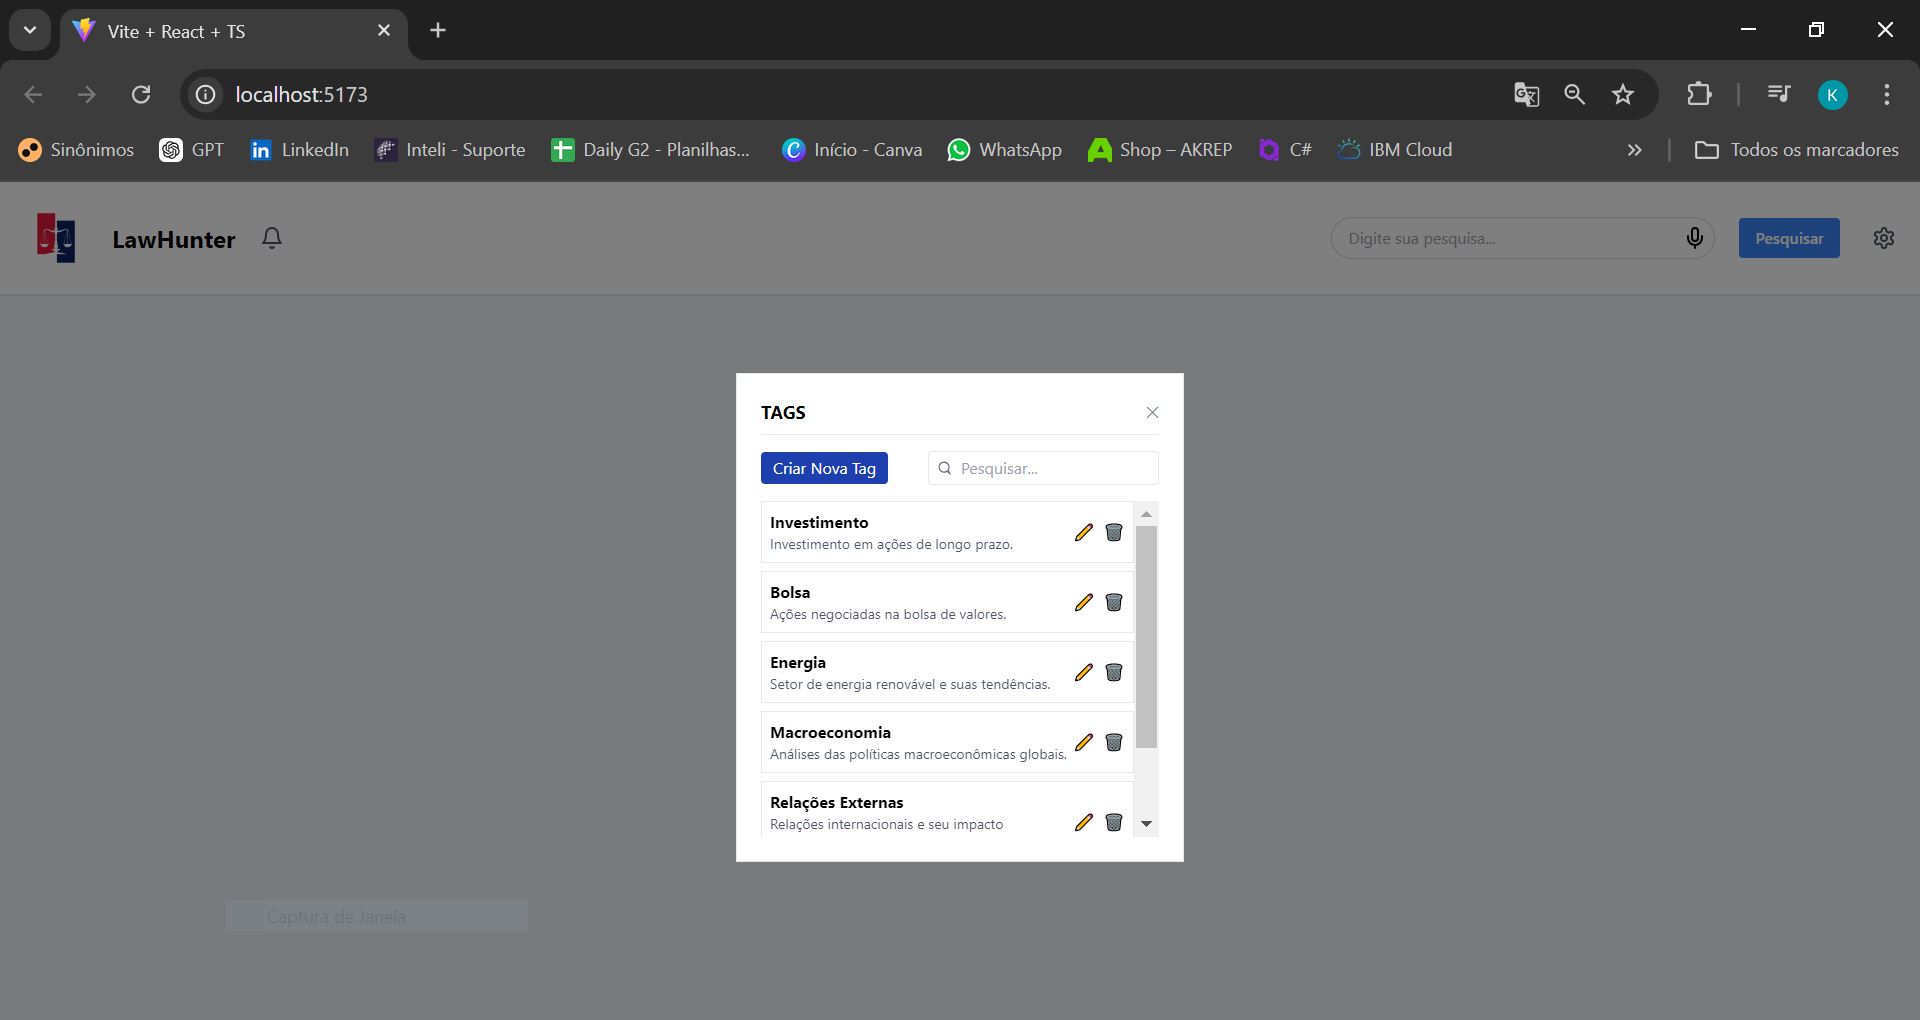 Vite + React + TS
localhost:5173
Sinônimos GPT LinkedIn Inteli - Suporte Daily G2 - Planilhas... Início - Canva WhatsApp Shop – AKREP C# IBM Cloud Todos os marcadores
K
LawHunter
Digite sua pesquisa...
Pesquisar
TAGS
Criar Nova Tag
Pesquisar...
Investimento
Investimento em ações de longo prazo.
Bolsa
Ações negociadas na bolsa de valores.
Energia
Setor de energia renovável e suas tendências.
Macroeconomia
Análises das políticas macroeconômicas globais.
Relações Externas
Relações internacionais e seu impacto
Captura de Janela